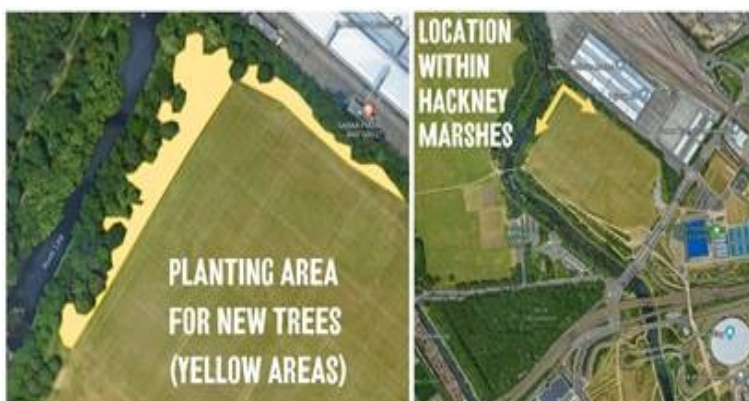 PLANTING AREA
FOR NEW TREES
(YELLOW AREAS)
LOCATION
WITHIN
HACKNEY
MARSHES